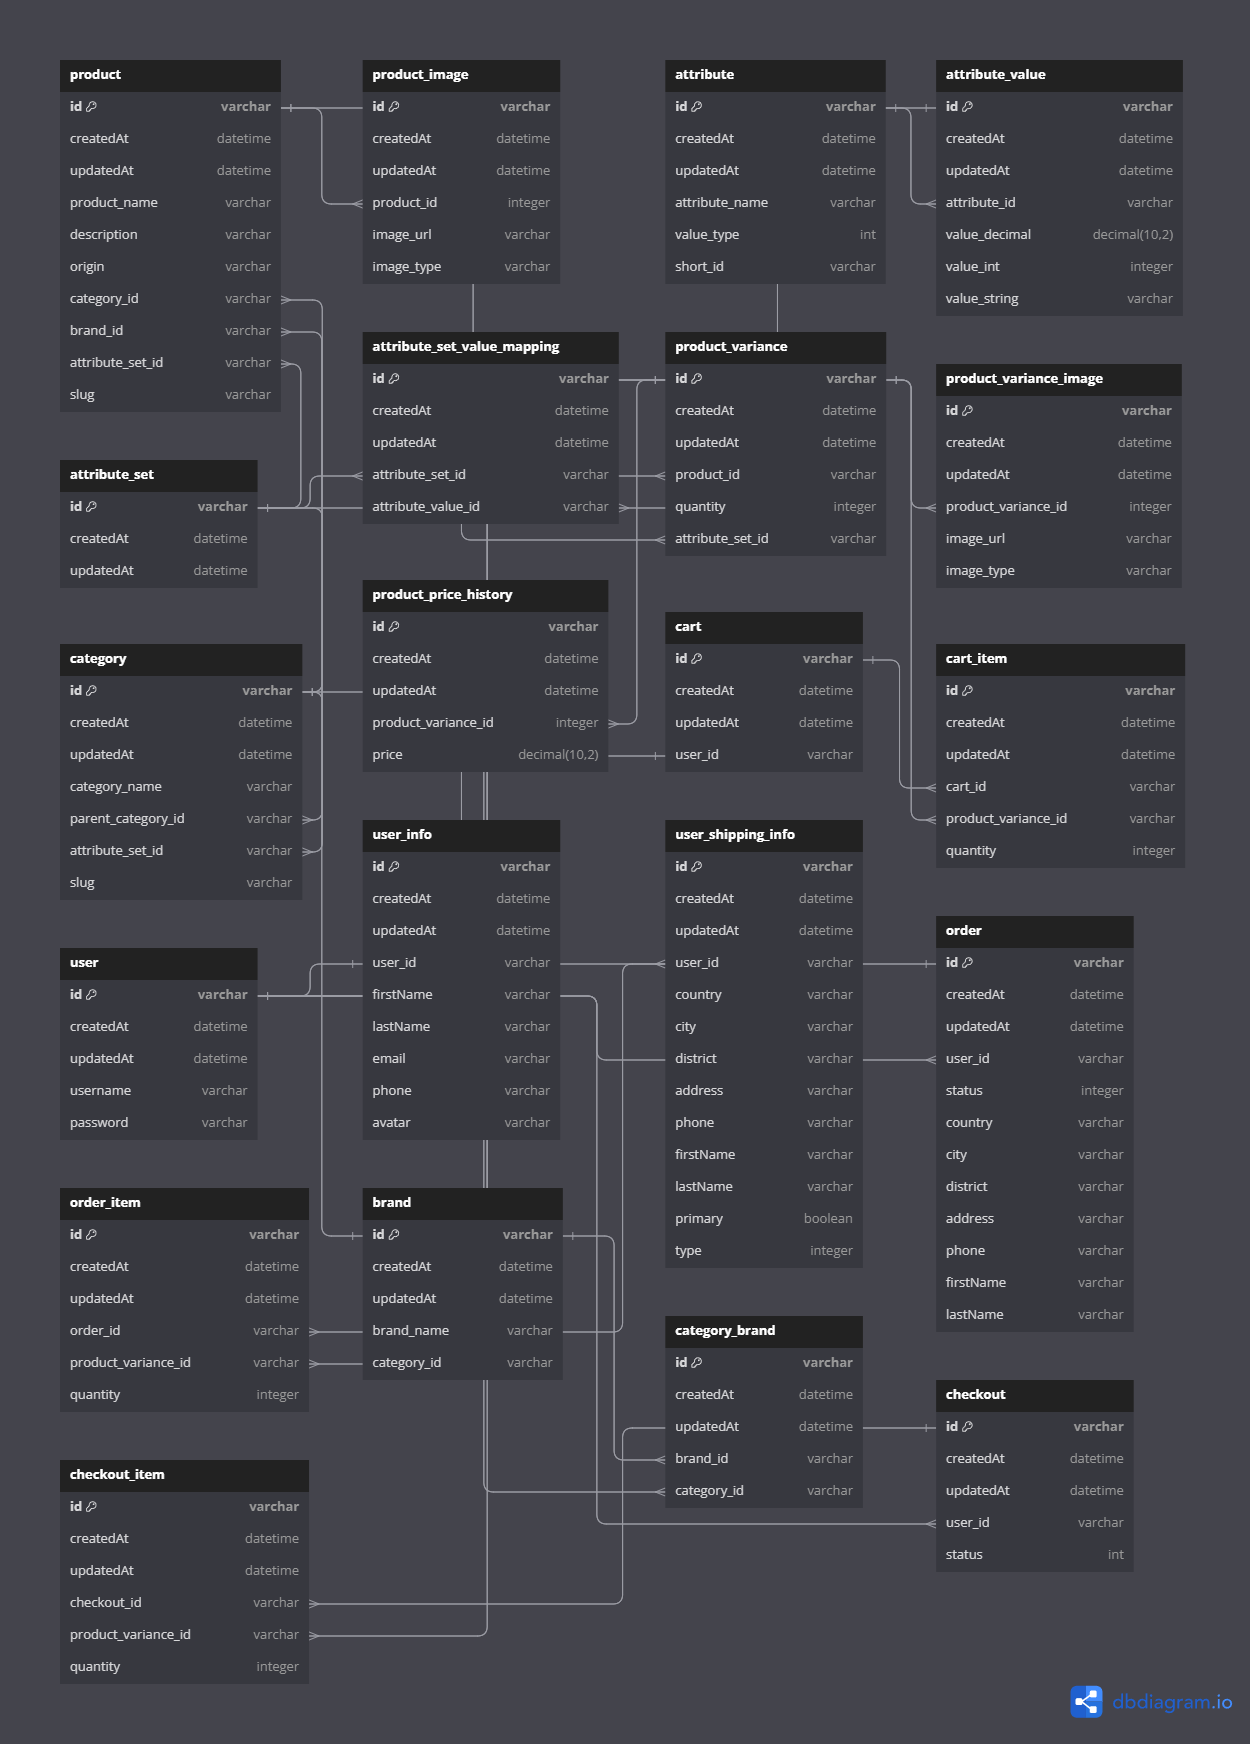 product
id varchar
createdAt datetime
updatedAt datetime
product_name varchar
description varchar
origin varchar
category_id varchar
brand_id varchar
attribute_set_id varchar
slug varchar
product_image
id varchar
createdAt datetime
updatedAt datetime
product_id integer
image_url varchar
image_type varchar
attribute
id varchar
createdAt datetime
updatedAt datetime
attribute_name varchar
value_type int
short_id varchar
attribute_value
id varchar
createdAt datetime
updatedAt datetime
attribute_id varchar
value_decimal decimal(10,2)
value_int integer
value_string varchar
attribute_set_value_mapping
id varchar
createdAt datetime
updatedAt datetime
attribute_set_id varchar
attribute_value_id varchar
product_variance
id varchar
createdAt datetime
updatedAt datetime
product_id varchar
quantity integer
attribute_set_id varchar
product_variance_image
id varchar
createdAt datetime
updatedAt datetime
product_variance_id integer
image_url varchar
image_type varchar
attribute_set
id varchar
createdAt datetime
updatedAt datetime
product_price_history
id varchar
createdAt datetime
updatedAt datetime
product_variance_id integer
price decimal(10,2)
cart
id varchar
createdAt datetime
updatedAt datetime
user_id varchar
cart_item
id varchar
createdAt datetime
updatedAt datetime
cart_id varchar
product_variance_id varchar
quantity integer
category
id varchar
createdAt datetime
updatedAt datetime
category_name varchar
parent_category_id varchar
attribute_set_id varchar
slug varchar
user_info
id varchar
createdAt datetime
updatedAt datetime
user_id varchar
firstName varchar
lastName varchar
email varchar
phone varchar
avatar varchar
user_shipping_info
id varchar
createdAt datetime
updatedAt datetime
user_id varchar
country varchar
city varchar
district varchar
address varchar
phone varchar
firstName varchar
lastName varchar
primary boolean
type integer
order
id varchar
createdAt datetime
updatedAt datetime
user_id varchar
status integer
country varchar
city varchar
district varchar
address varchar
phone varchar
firstName varchar
lastName varchar
user
id varchar
createdAt datetime
updatedAt datetime
username varchar
password varchar
order_item
id varchar
createdAt datetime
updatedAt datetime
order_id varchar
product_variance_id varchar
quantity integer
brand
id varchar
createdAt datetime
updatedAt datetime
brand_name varchar
category_id varchar
category_brand
id varchar
createdAt datetime
updatedAt datetime
brand_id varchar
category_id varchar
checkout
id varchar
createdAt datetime
updatedAt datetime
user_id varchar
status int
checkout_item
id varchar
createdAt datetime
updatedAt datetime
checkout_id varchar
product_variance_id varchar
quantity integer
dbdiagram.io